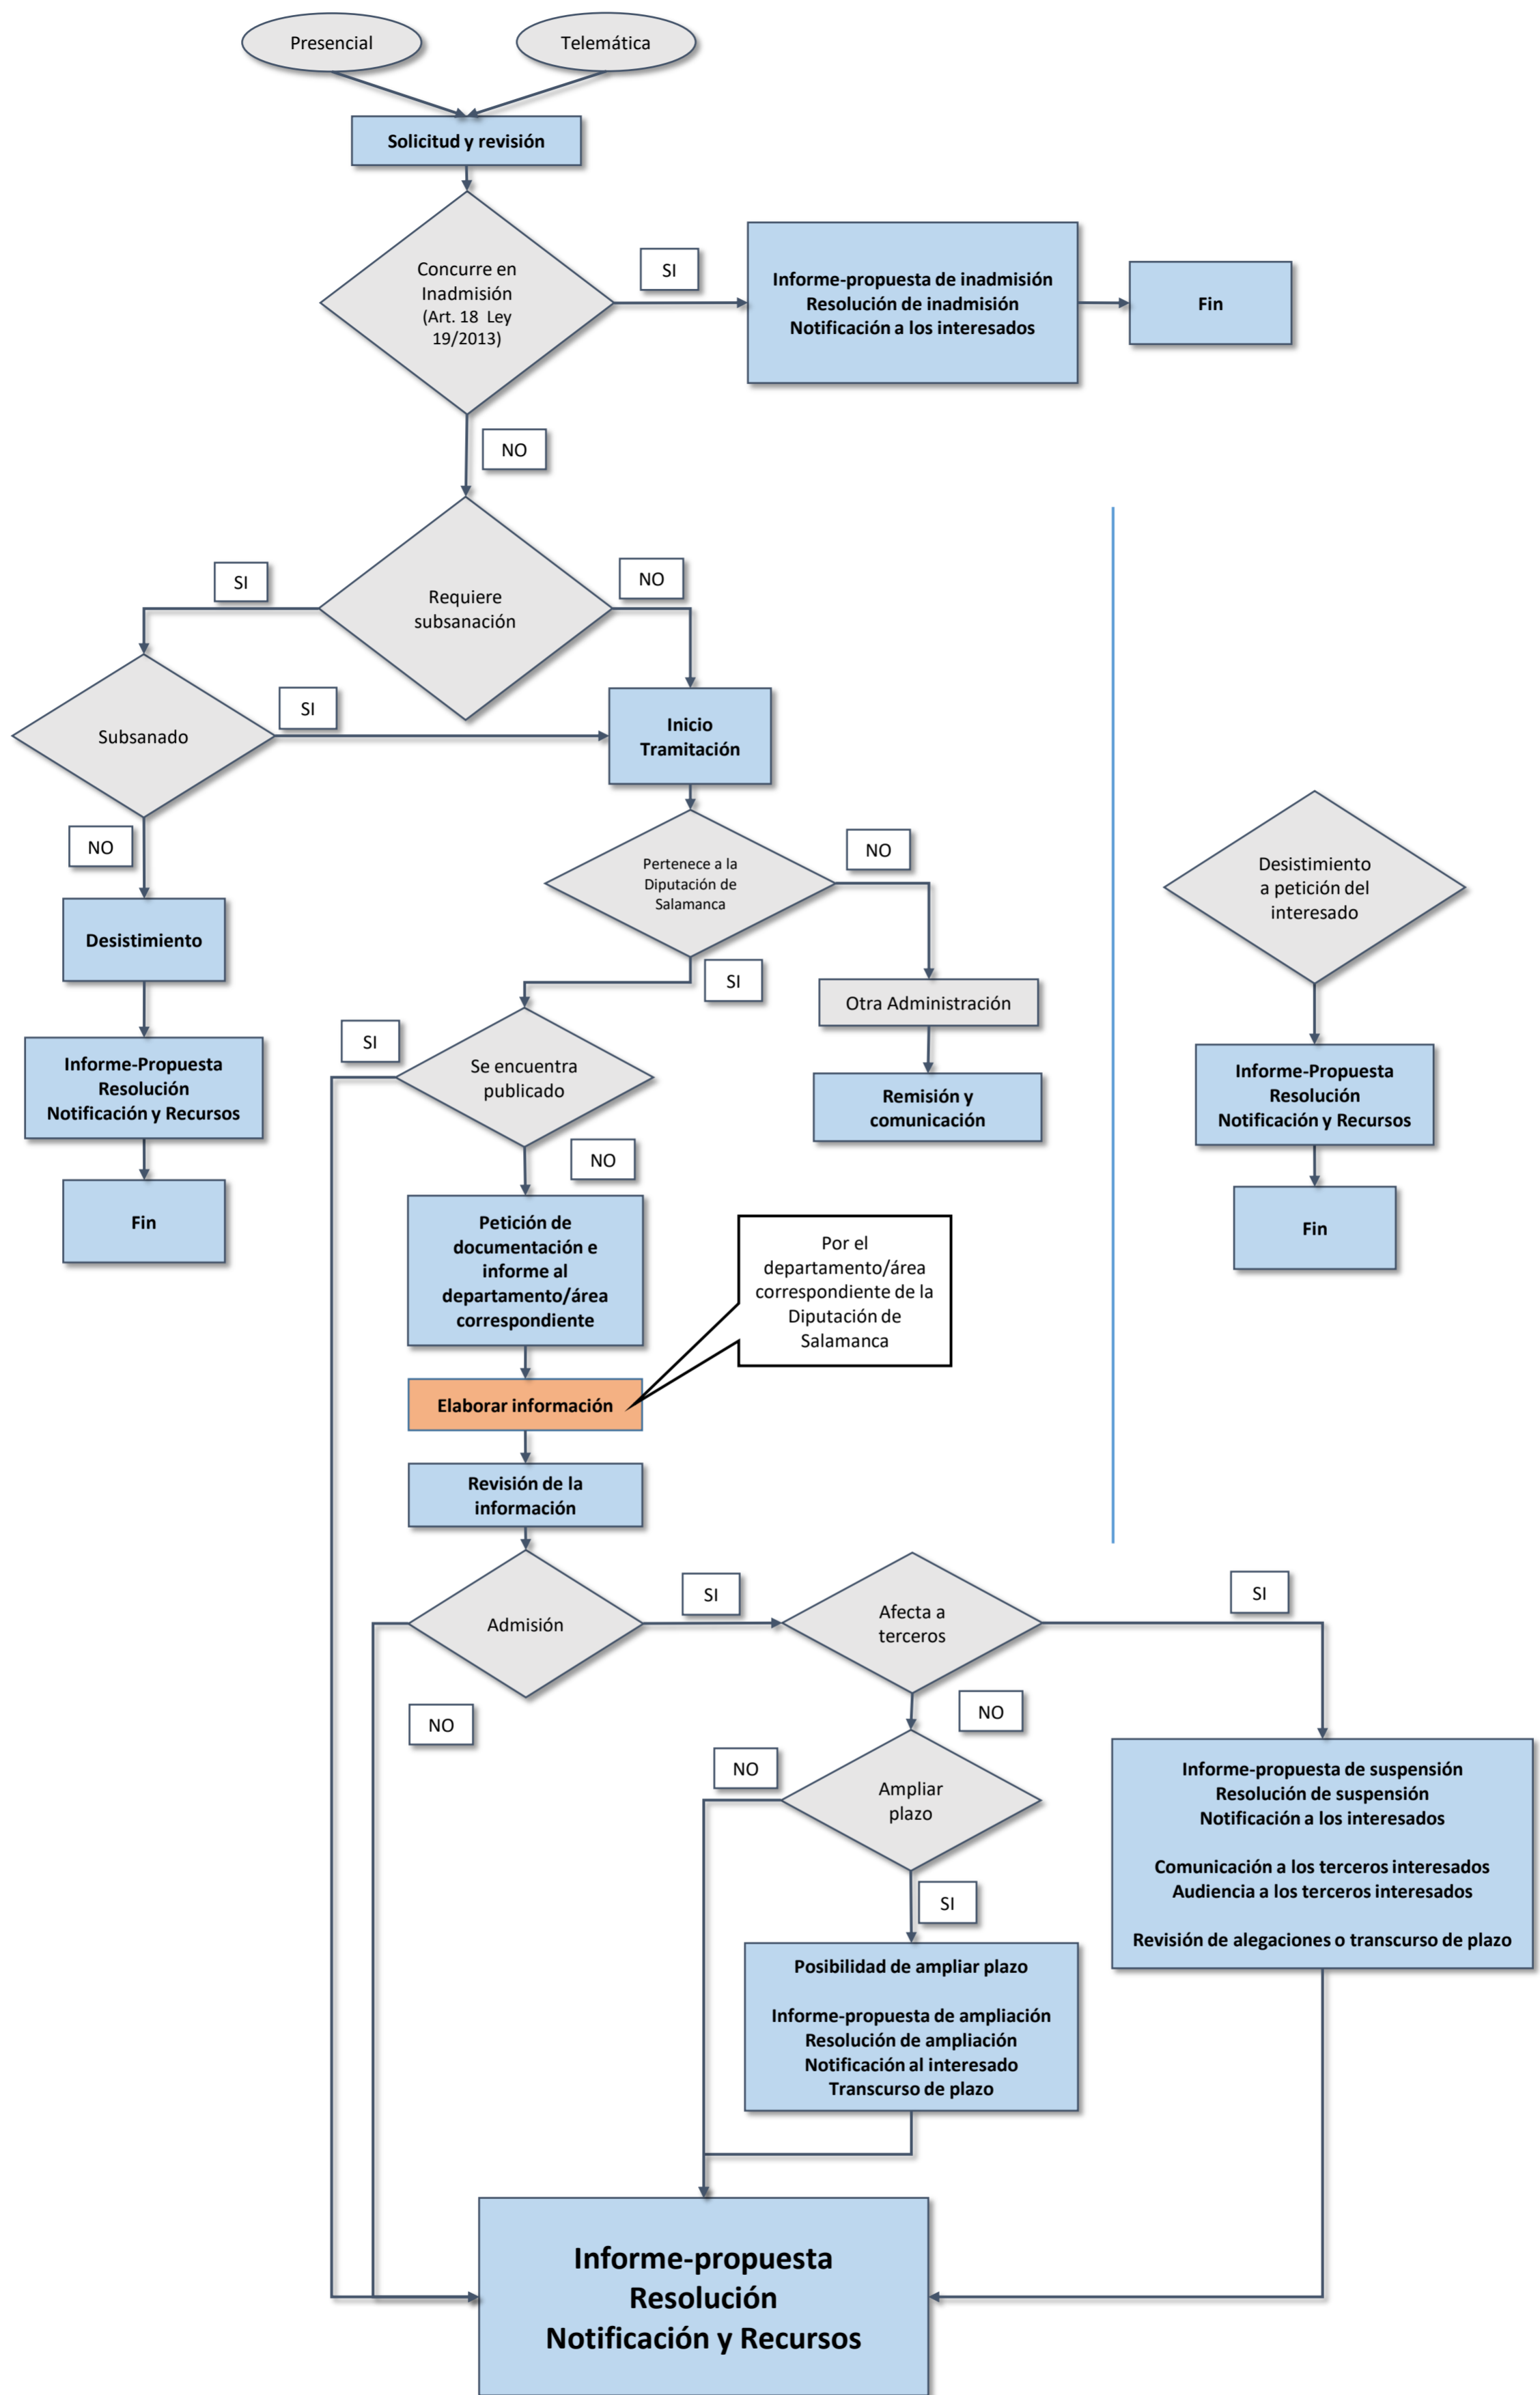 Presencial
Telemática
Solicitud y revisión
Concurre en
Inadmisión
(Art. 18 Ley
19/2013)
SI
Informe-propuesta de inadmisión
Resolución de inadmisión
Notificación a los interesados
Fin
NO
Requiere
subsanación
SI
NO
Subsanado
SI
Inicio
Tramitación
NO
Desistimiento
Informe-Propuesta
Resolución
Notificación y Recursos
Fin
Pertenece a la
Diputación de
Salamanca
NO
Otra Administración
Remisión y
comunicación
SI
Se encuentra
publicado
SI
NO
Petición de
documentación e
informe al
departamento/área
correspondiente
Por el
departamento/área
correspondiente de la
Diputación de
Salamanca
Elaborar información
Revisión de la
información
Desistimiento
a petición del
interesado
Informe-Propuesta
Resolución
Notificación y Recursos
Fin
Admisión
SI
NO
Afecta a
terceros
SI
NO
Ampliar
plazo
NO
SI
Posibilidad de ampliar plazo
Informe-propuesta de ampliación
Resolución de ampliación
Notificación al interesado
Transcurso de plazo
Informe-propuesta de suspensión
Resolución de suspensión
Notificación a los interesados
Comunicación a los terceros interesados
Audiencia a los terceros interesados
Revisión de alegaciones o transcurso de plazo
Informe-propuesta
Resolución
Notificación y Recursos